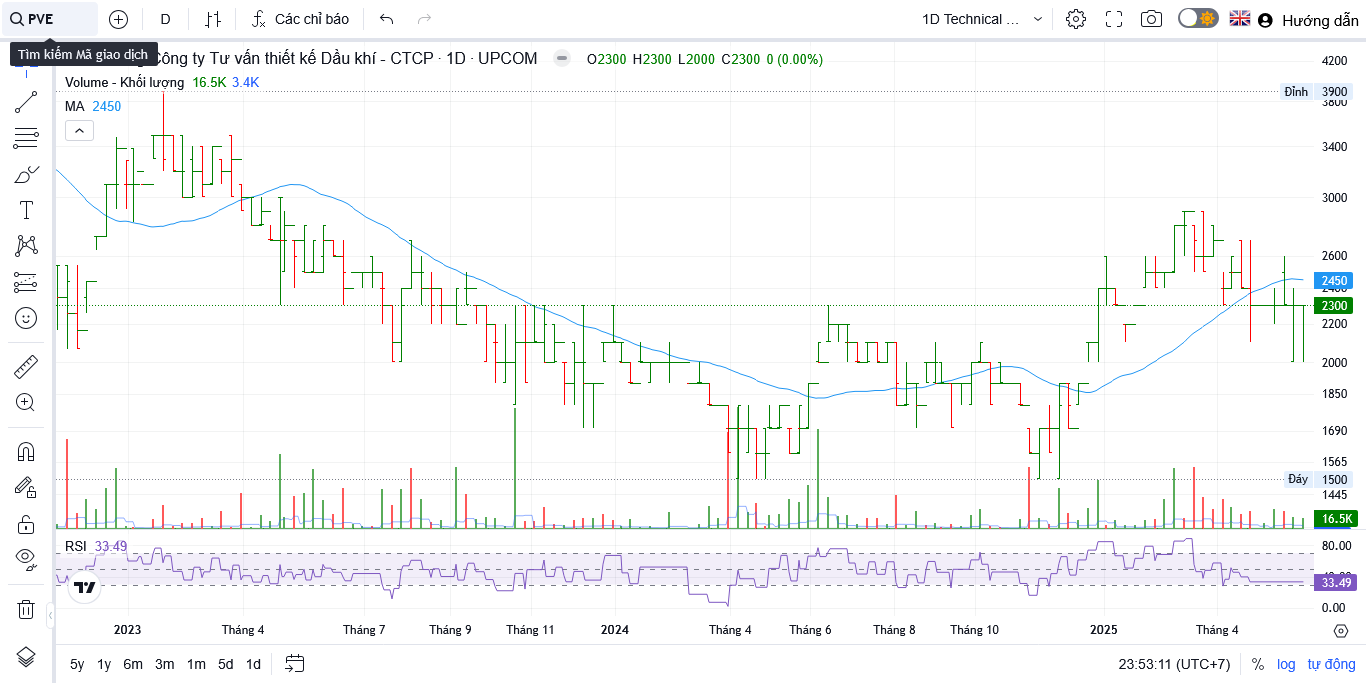 PVE D Các chỉ báo 1D Technical ... Hướng dẫn
Tìm kiếm Mã giao dịch
Công ty Tư vấn thiết kế Dầu khí - CTCP · 1D · UPCOM O2300 H2300 L2000 C2300 0 (0.00%)
Volume - Khối lượng 16.5K 3.4K
MA 2450
4200
Đỉnh 3900
3800
3400
3000
2600
2450
2400
2300
2200
2000
1850
1690
1565
Đáy 1500
1445
16.5K
RSI 33.49
80.00
33.49
0.00
2023 Tháng 4 Tháng 7 Tháng 9 Tháng 11 2024 Tháng 4 Tháng 6 Tháng 8 Tháng 10 2025 Tháng 4
5y 1y 6m 3m 1m 5d 1d 23:53:11 (UTC+7) % log tự động